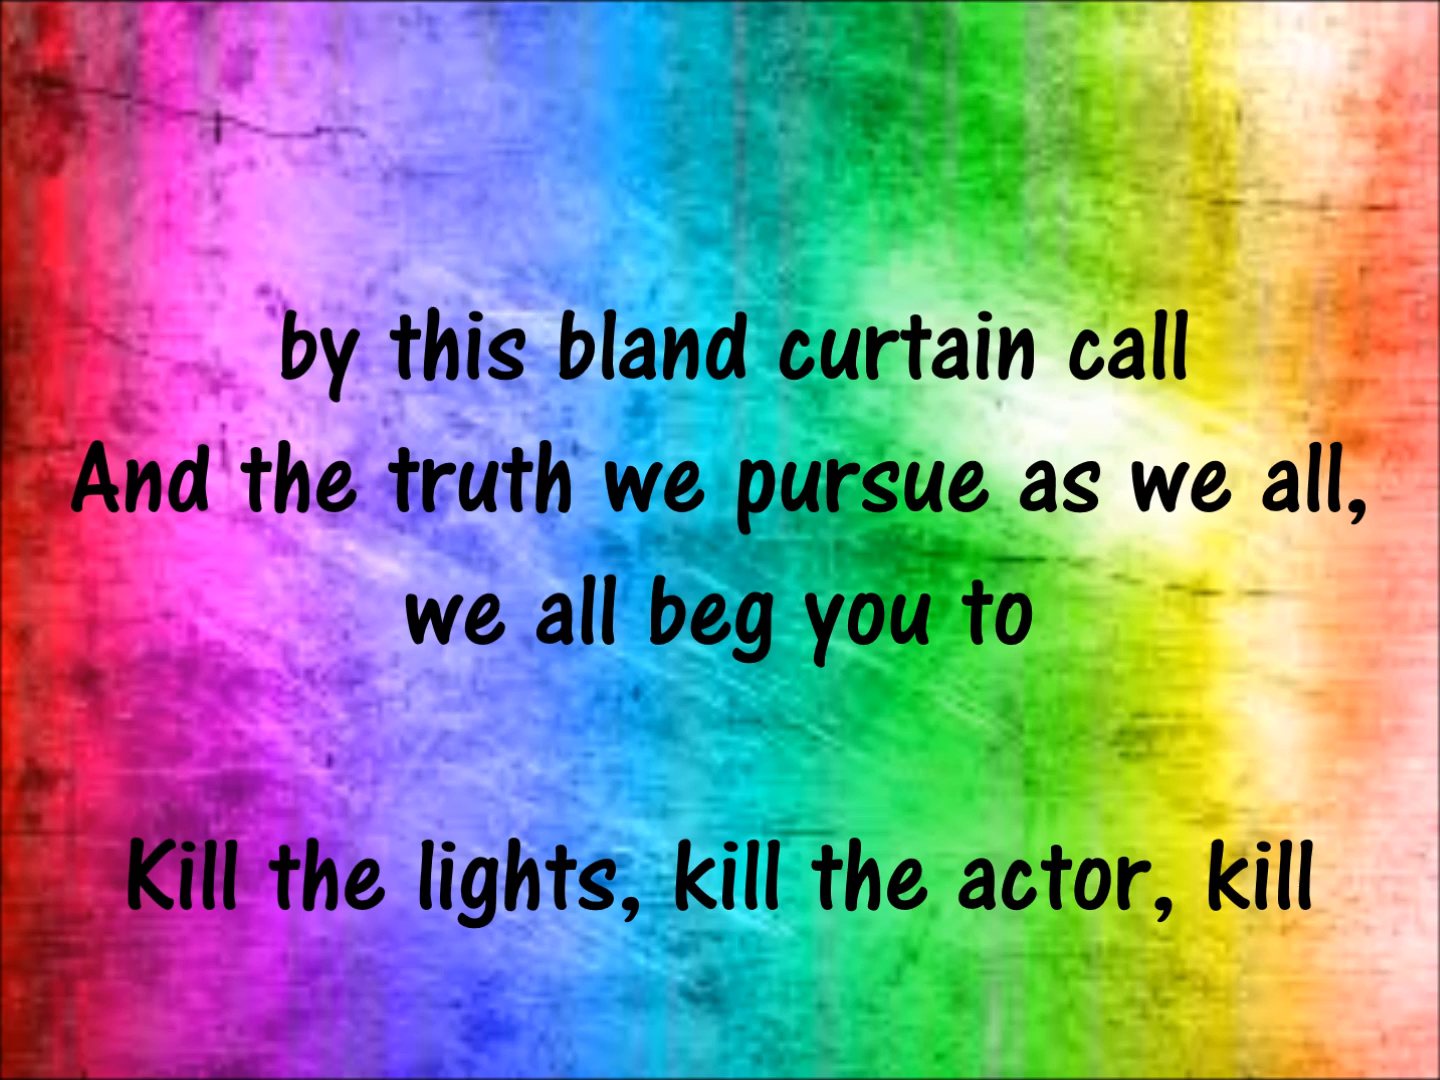 by this bland curtain call
And the truth we pursue as we all,
we all beg you to
Kill the lights, kill the actor, kill